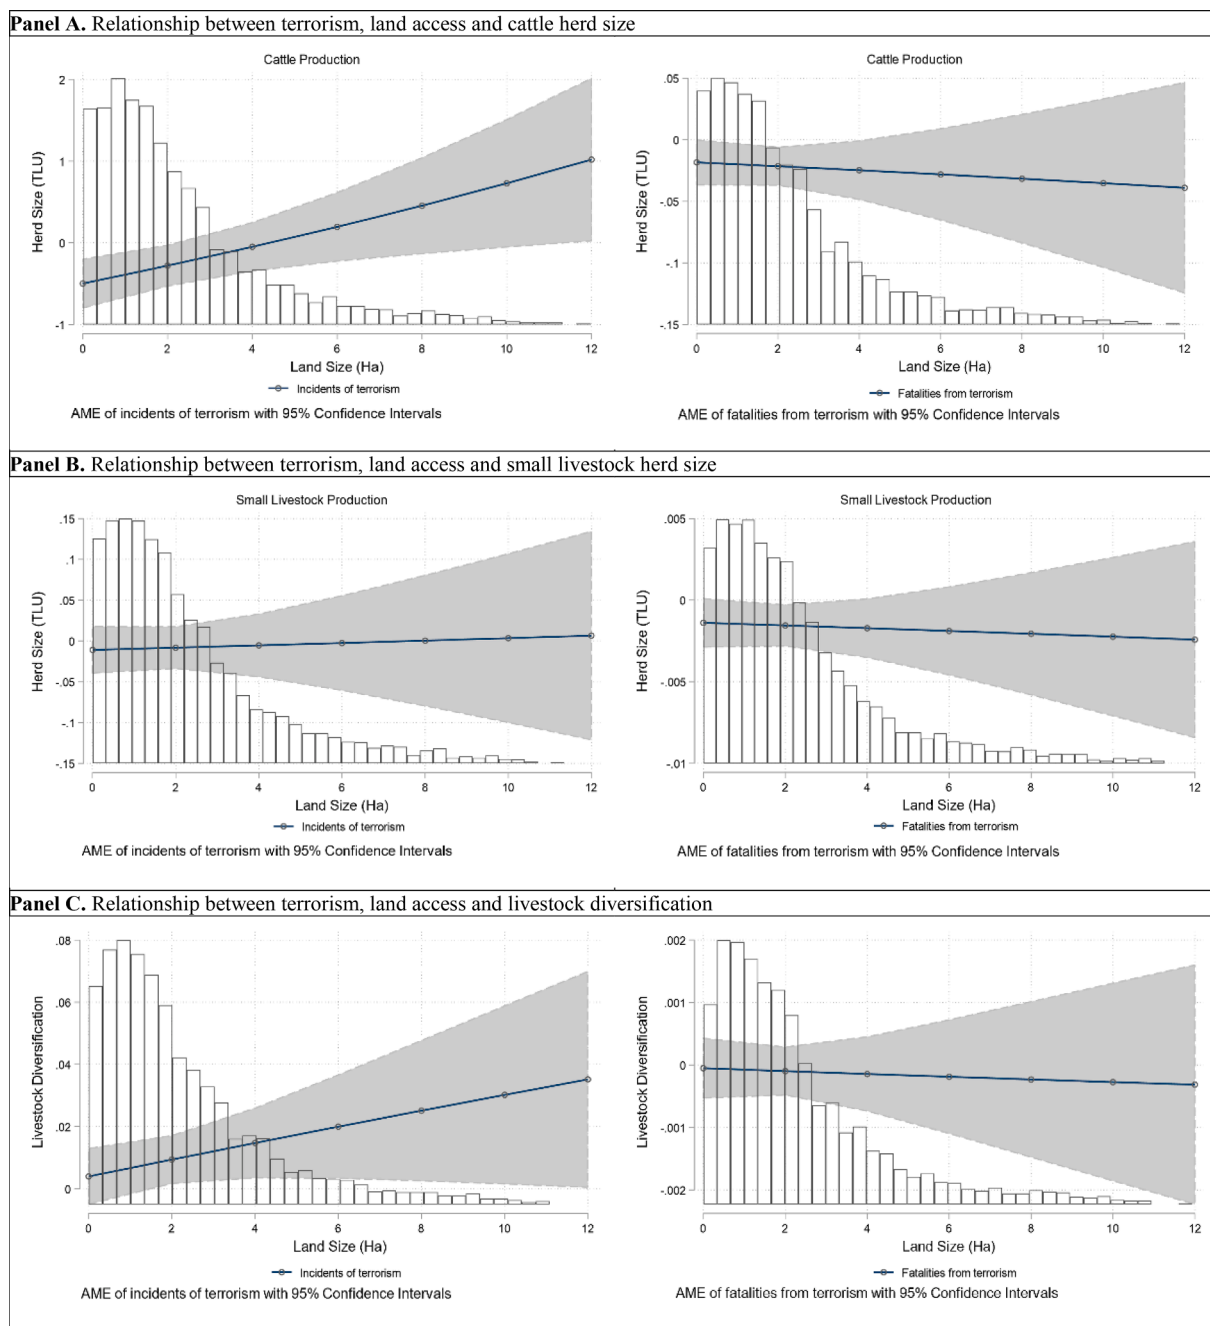 Panel A. Relationship between terrorism, land access and cattle herd size
Cattle Production
2
1
0
-1
Herd Size (TLU)
0 2 4 6 8 10 12
Land Size (Ha)
Incidents of terrorism
AME of incidents of terrorism with 95% Confidence Intervals
Cattle Production
.05
0
-.05
-.1
-.15
Herd Size (TLU)
0 2 4 6 8 10 12
Land Size (Ha)
Fatalities from terrorism
AME of fatalities from terrorism with 95% Confidence Intervals
Panel B. Relationship between terrorism, land access and small livestock herd size
Small Livestock Production
.15
.1
.05
0
-.05
-.1
-.15
Herd Size (TLU)
0 2 4 6 8 10 12
Land Size (Ha)
Incidents of terrorism
AME of incidents of terrorism with 95% Confidence Intervals
Small Livestock Production
.005
0
-.005
-.01
Herd Size (TLU)
0 2 4 6 8 10 12
Land Size (Ha)
Fatalities from terrorism
AME of fatalities from terrorism with 95% Confidence Intervals
Panel C. Relationship between terrorism, land access and livestock diversification
.08
.06
.04
.02
0
Livestock Diversification
0 2 4 6 8 10 12
Land Size (Ha)
Incidents of terrorism
AME of incidents of terrorism with 95% Confidence Intervals
.002
.001
0
-.001
-.002
Livestock Diversification
0 2 4 6 8 10 12
Land Size (Ha)
Fatalities from terrorism
AME of fatalities from terrorism with 95% Confidence Intervals